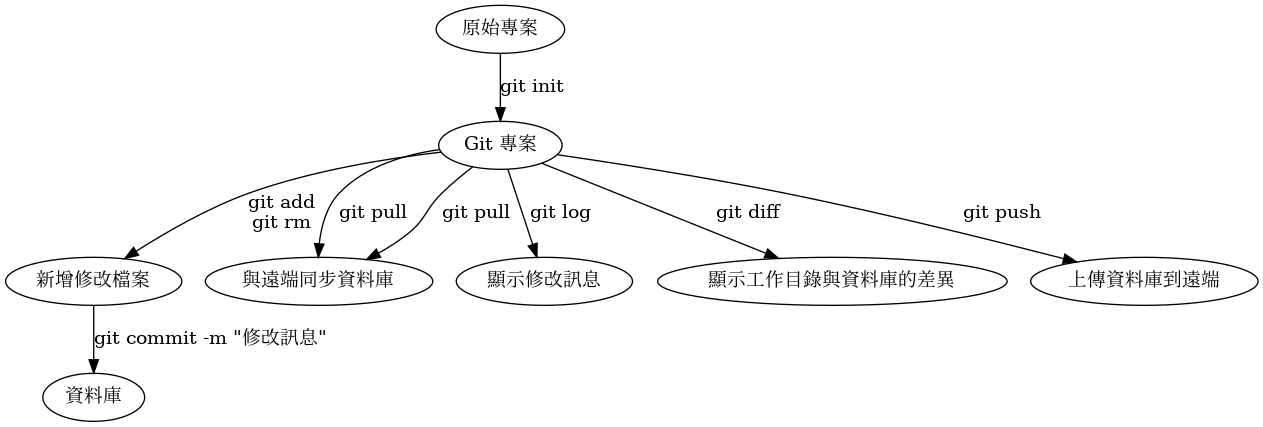 原始專案
git init
Git 專案
git add
git rm
git pull
git pull
git log
git diff
git push
新增修改檔案
與遠端同步資料庫
顯示修改訊息
顯示工作目錄與資料庫的差異
上傳資料庫到遠端
git commit -m "修改訊息"
資料庫